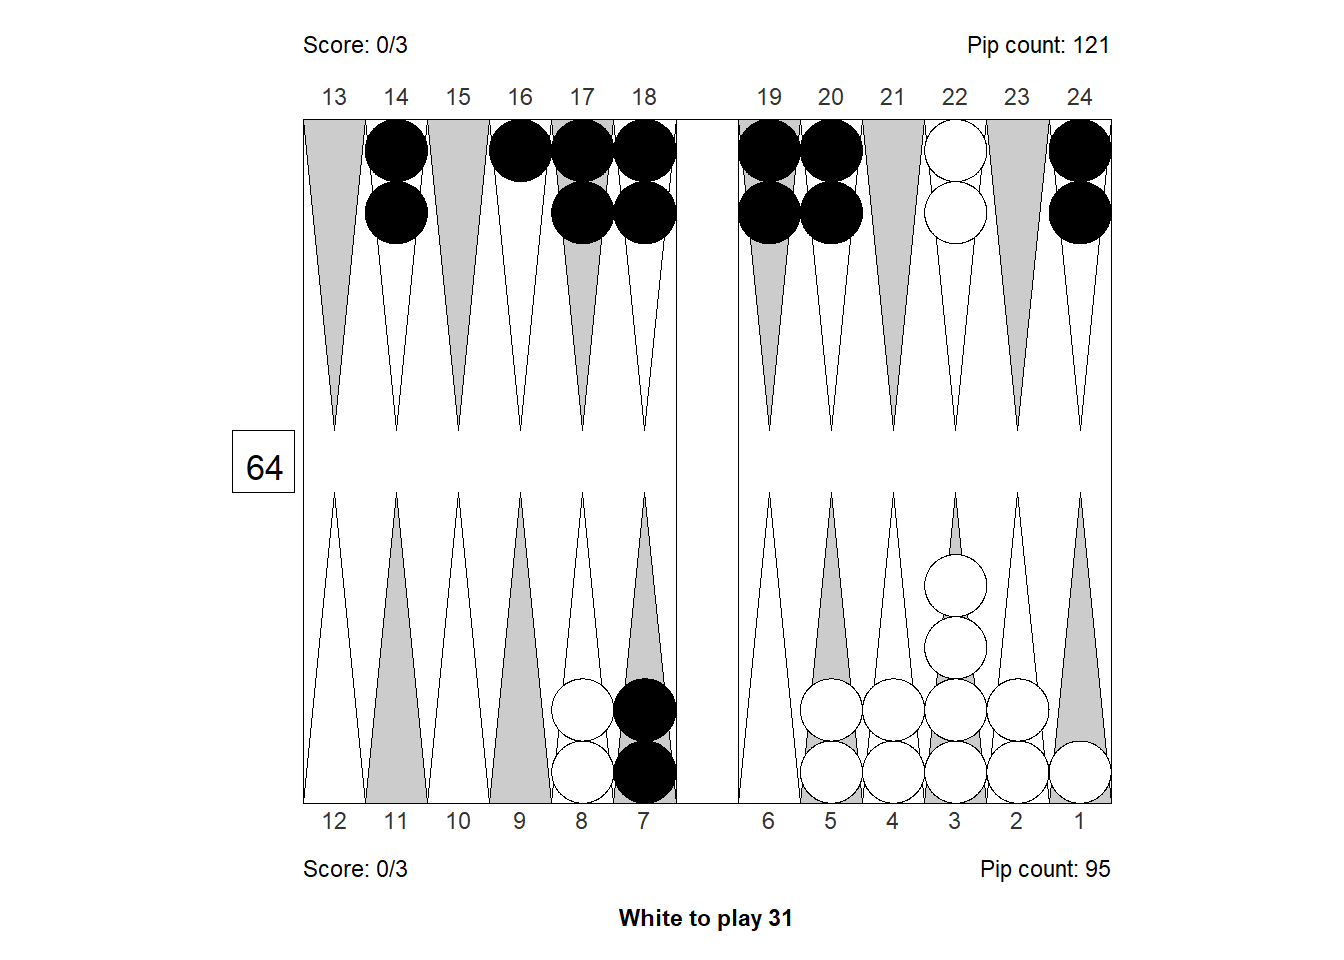 Score: 0/3 Pip count: 121
13 14 15 16 17 18 19 20 21 22 23 24
64
12 11 10 9 8 7 6 5 4 3 2 1
Score: 0/3 Pip count: 95
White to play 31